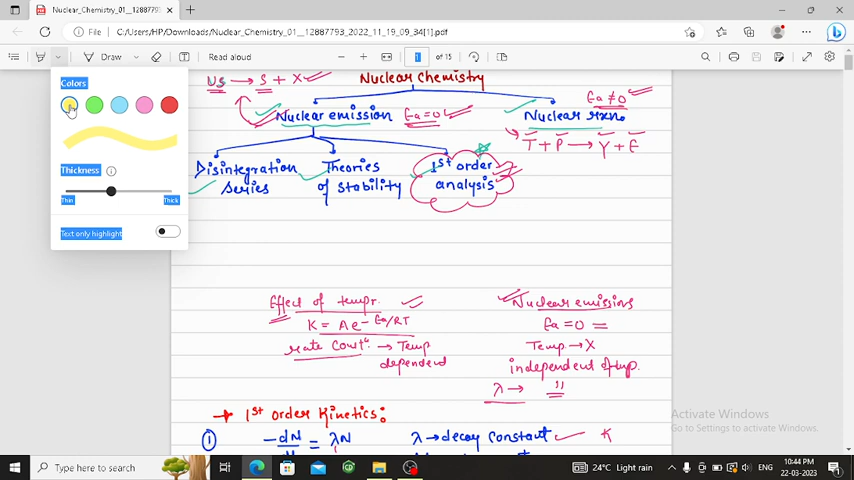 Nuclear_Chemistry_01__12887793
File
C:/Users/HP/Downloads/Nuclear_Chemistry_01__12887793_2022_11_19_09_34[1].pdf
Draw
Read aloud
1 of 15
Colors
Thickness
Thin
Thick
Text only highlight
Nuclear Chemistry
US → S + X
Nuclear emission Ea=0
Ea ≠ 0
Nuclear rxno
T + P → Y + E
Disintegration series
Theories of stability
1st order analysis
Effect of tempr.
K = Ae- Ea/RT
rate constt. → Temp dependent
Nuclear emissions
Ea = 0
Temp → X
independent of tmp.
λ → "
→ 1st order Kinetics:
① -dN = λN
λ → decay constant K
Activate Windows
Go to Settings to activate Windows.
Type here to search
24°C Light rain
ENG
10:44 PM
22-03-2023